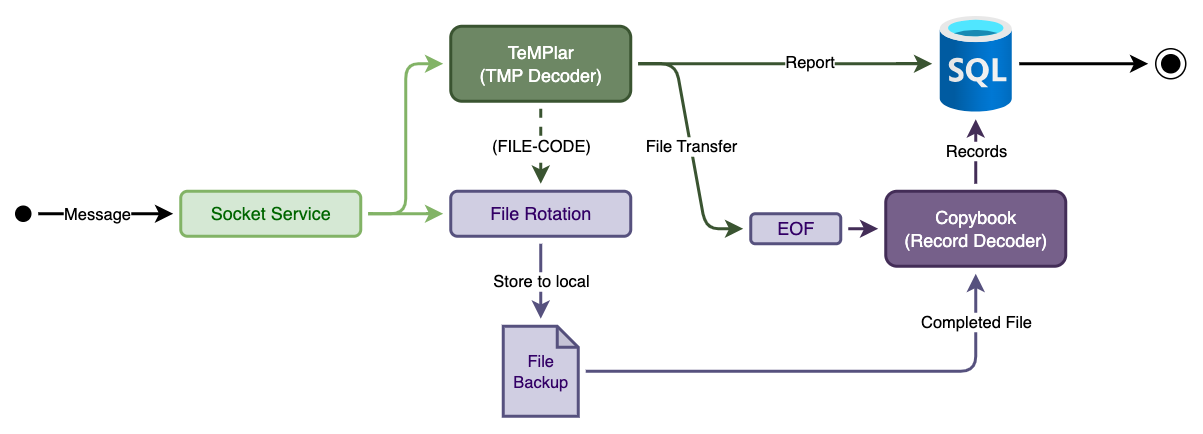 TeMPlar
(TMP Decoder)
Report
SQL
(FILE-CODE)
File Transfer
Records
Message
Socket Service
File Rotation
EOF
Copybook
(Record Decoder)
Store to local
Completed File
File
Backup